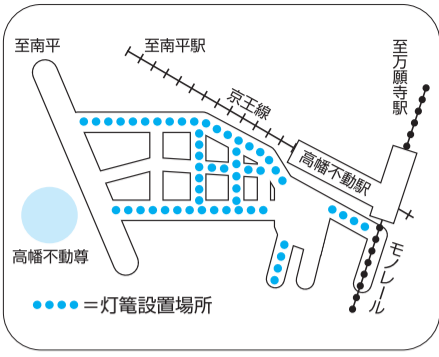 至南平
至南平駅
至万願寺駅
京王線
高幡不動駅
高幡不動尊
モノレール
=灯篭設置場所